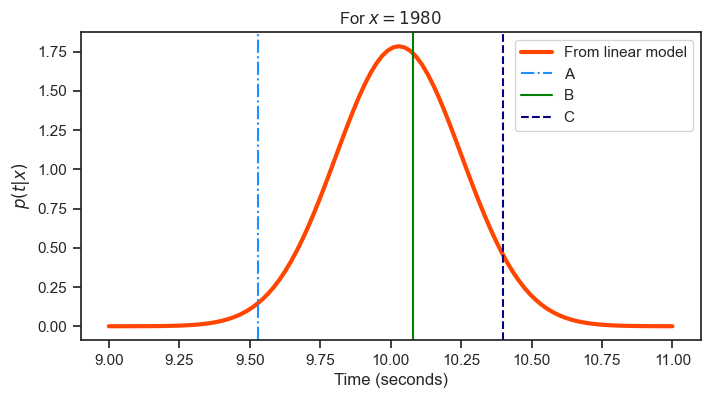 For x = 1980
From linear model
A
B
C
p(t|x)
1.75
1.50
1.25
1.00
0.75
0.50
0.25
0.00
9.00 9.25 9.50 9.75 10.00 10.25 10.50 10.75 11.00
Time (seconds)